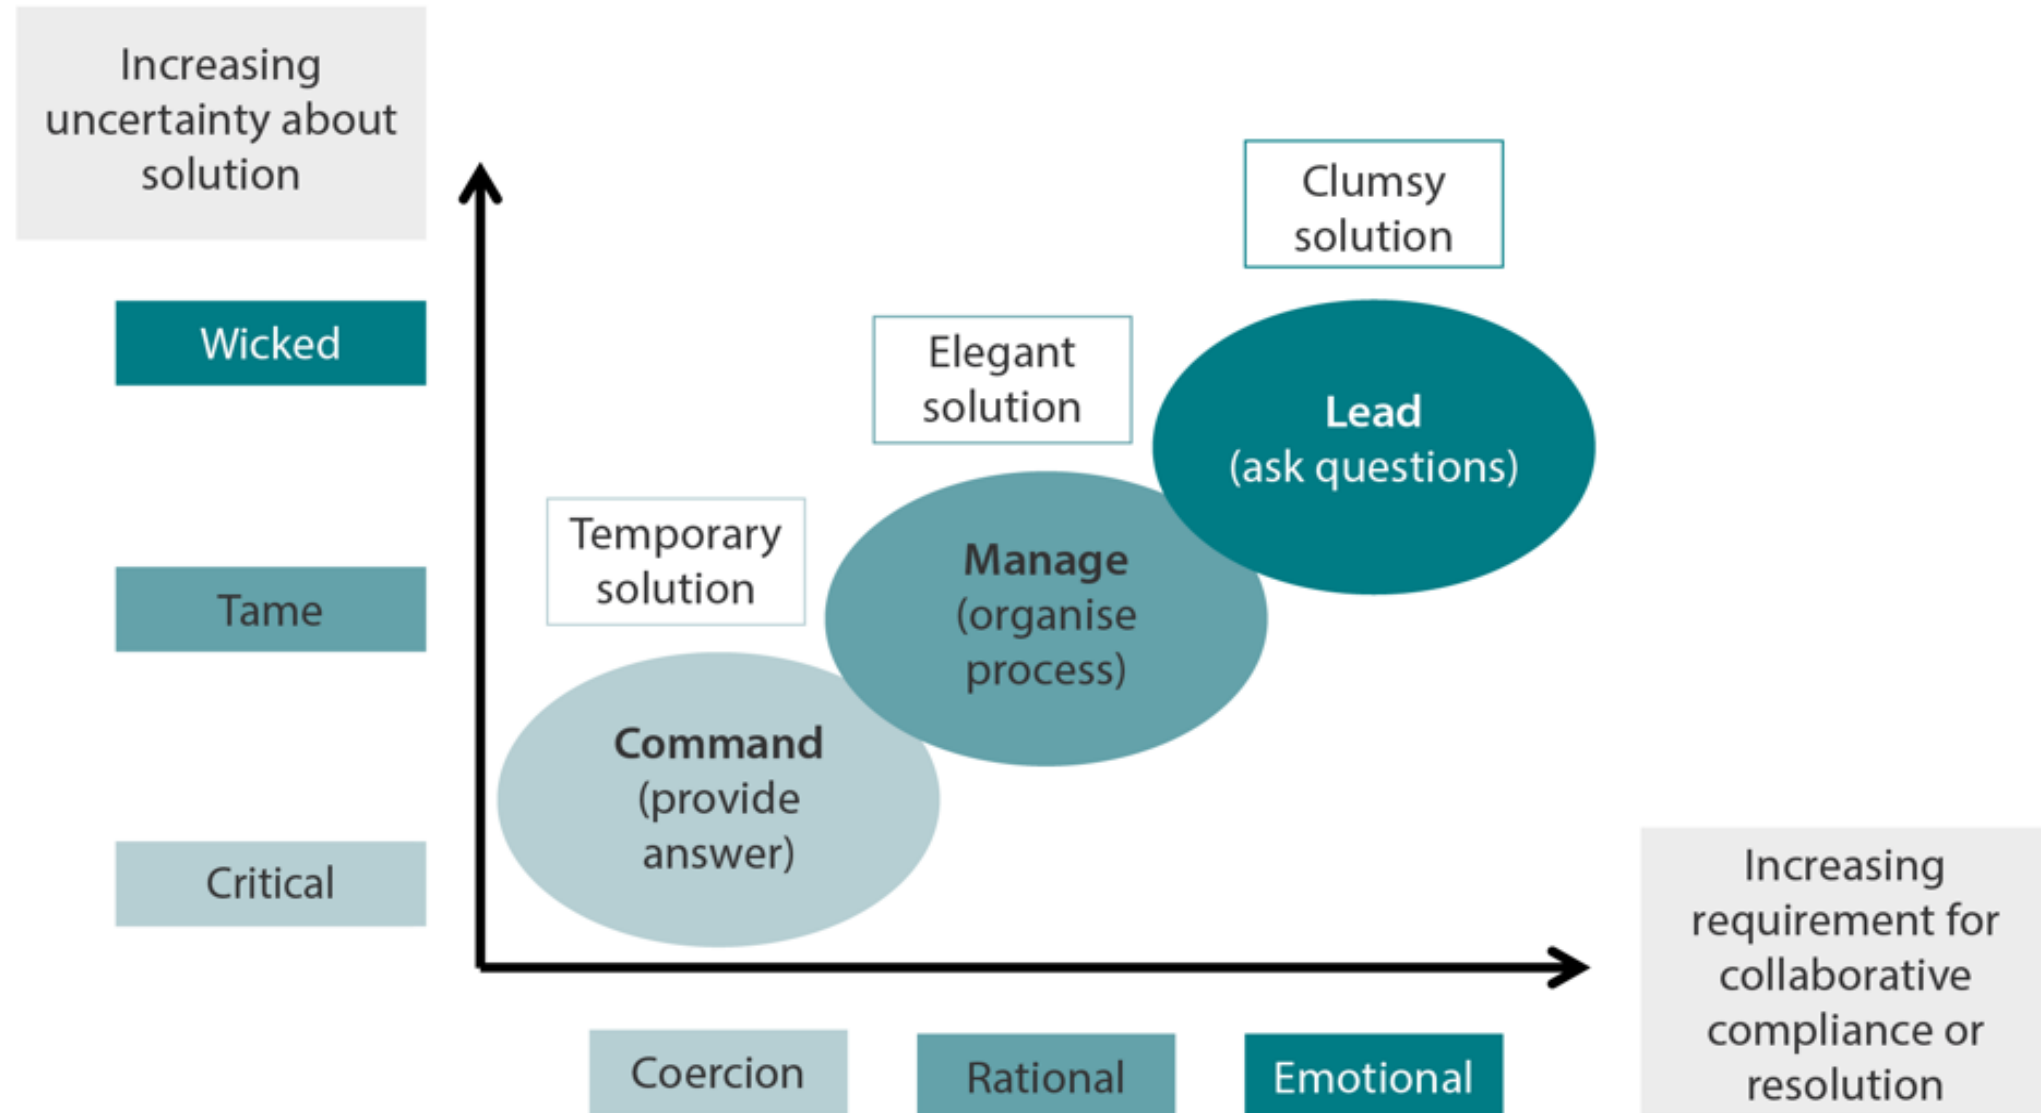 Increasing
uncertainty about
solution
Clumsy
solution
Wicked
Elegant
solution
Lead
(ask questions)
Temporary
solution
Tame
Manage
(organise
process)
Command
(provide
answer)
Critical
Increasing
requirement for
collaborative
compliance or
resolution
Coercion
Rational
Emotional